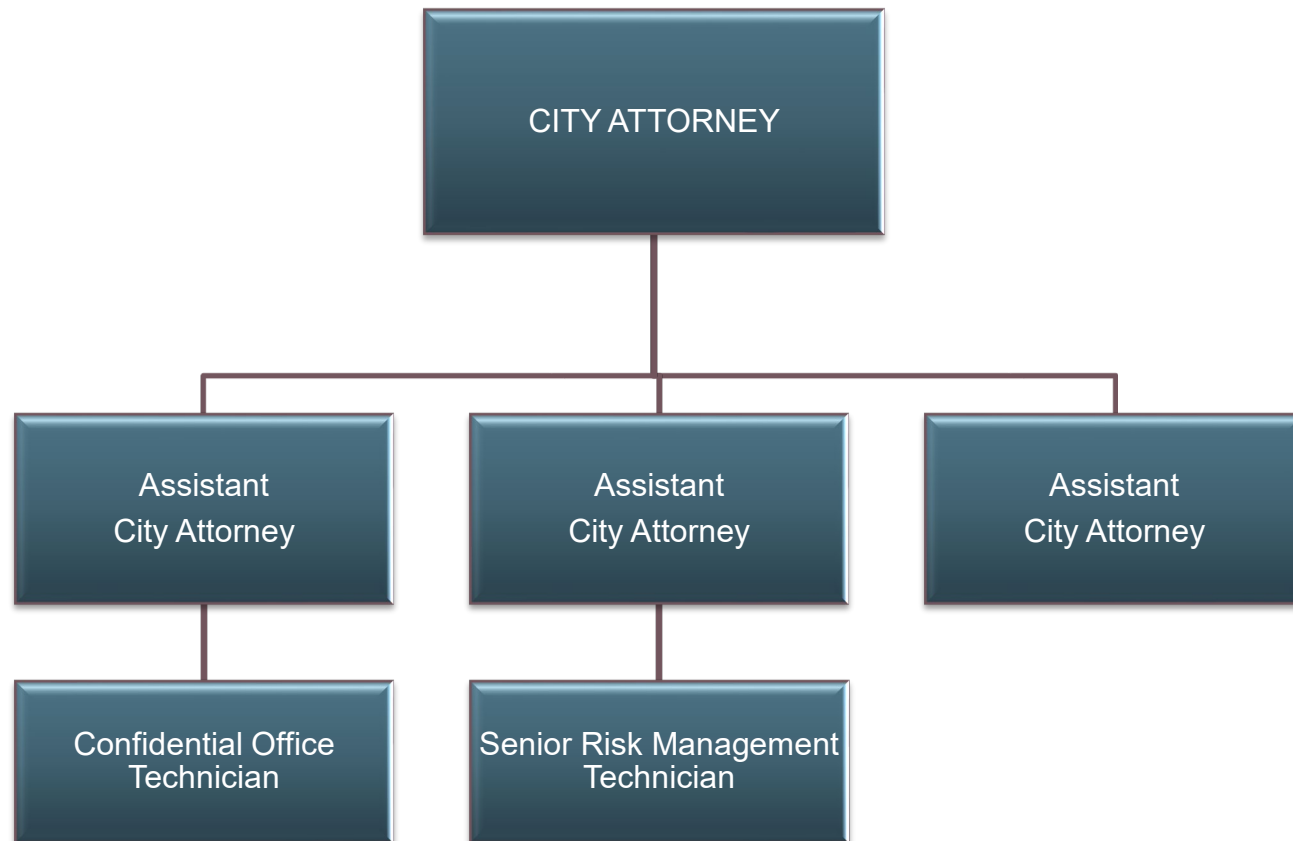 CITY ATTORNEY
Assistant
City Attorney
Assistant
City Attorney
Assistant
City Attorney
Confidential Office
Technician
Senior Risk Management
Technician